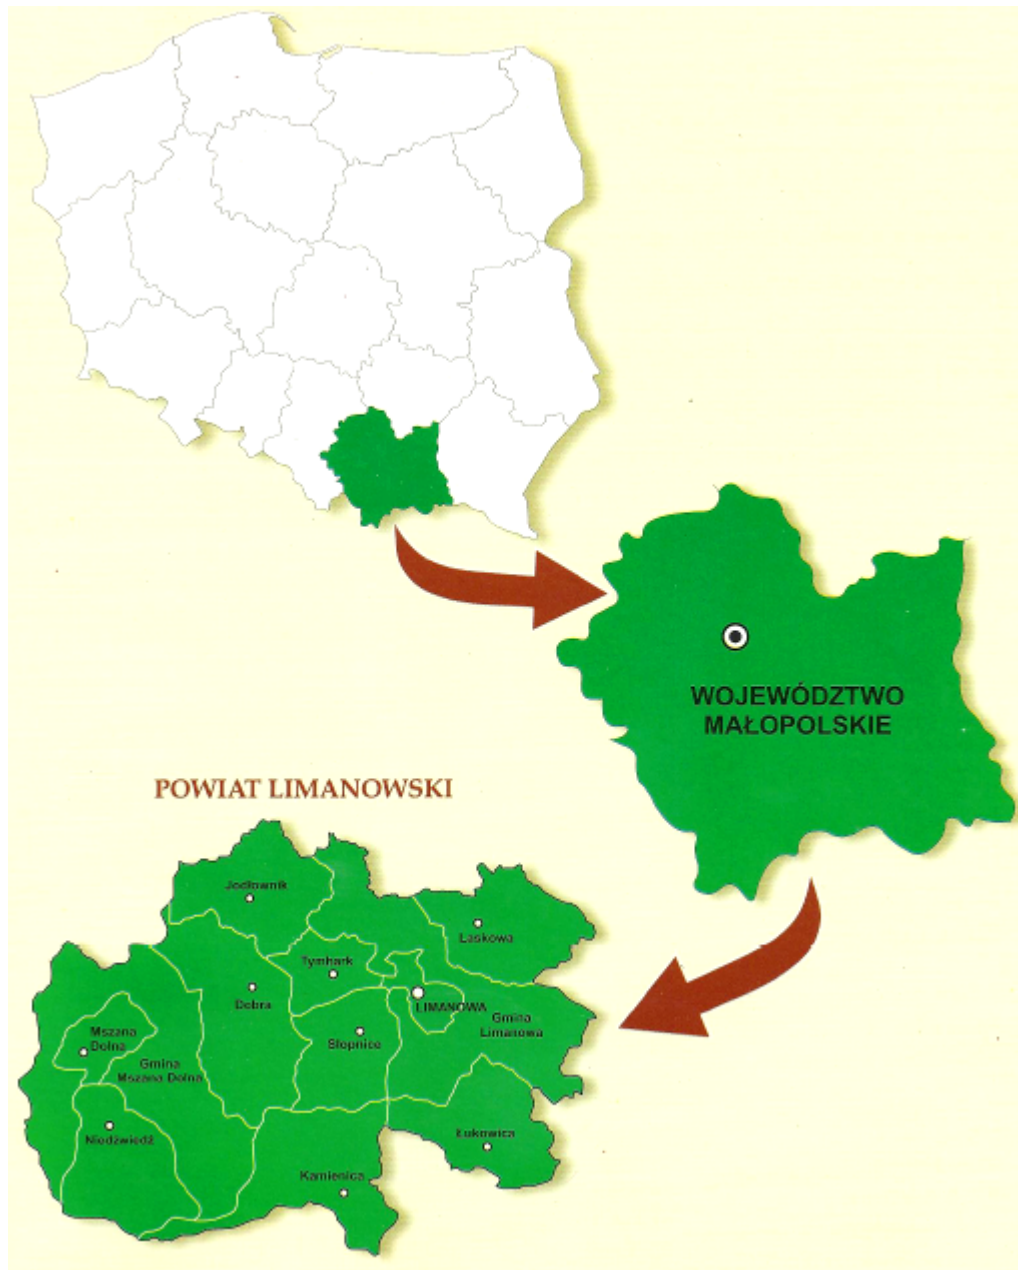 WOJEWÓDZTWO
MAŁOPOLSKIE
POWIAT LIMANOWSKI
Jodłownik
Laskowa
Tymbark
Dobra
LIMANOWA
Gmina
Limanowa
Mszana
Dolna
Słopnice
Gmina
Mszana Dolna
Niedźwiedź
Łukowica
Kamienica